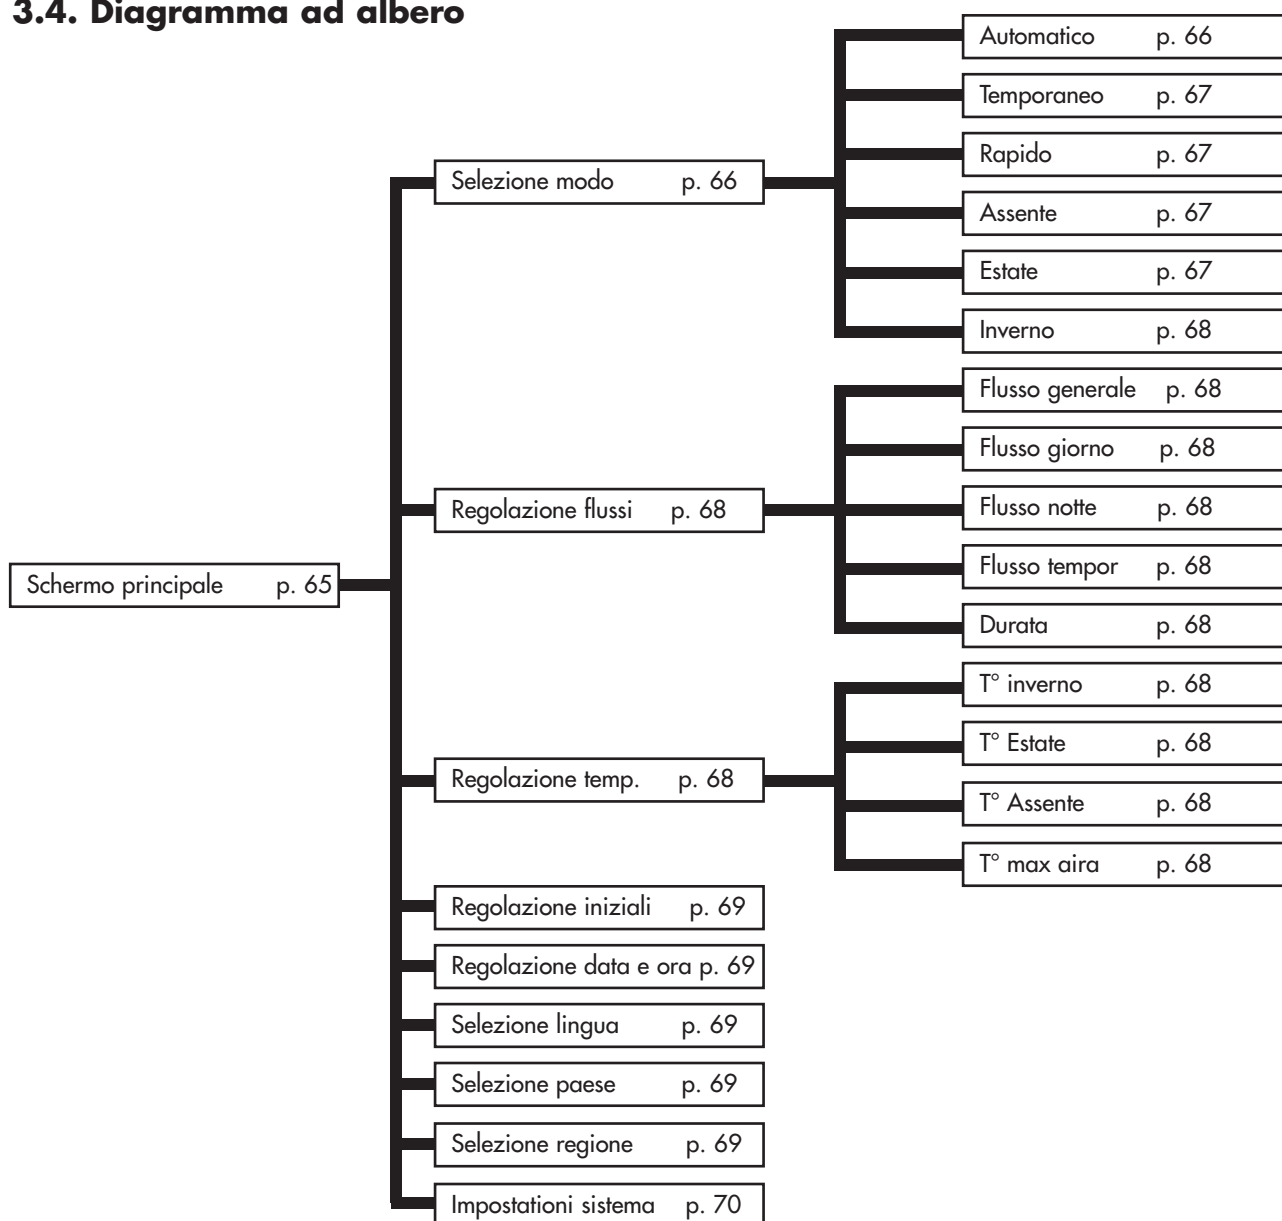 3.4. Diagramma ad albero
Schermo principale p. 65
Selezione modo p. 66
Automatico p. 66
Temporaneo p. 67
Rapido p. 67
Assente p. 67
Estate p. 67
Inverno p. 68
Regolazione flussi p. 68
Flusso generale p. 68
Flusso giorno p. 68
Flusso notte p. 68
Flusso tempor p. 68
Durata p. 68
Regolazione temp. p. 68
T° inverno p. 68
T° Estate p. 68
T° Assente p. 68
T° max aira p. 68
Regolazione iniziali p. 69
Regolazione data e ora p. 69
Selezione lingua p. 69
Selezione paese p. 69
Selezione regione p. 69
Impostationi sistema p. 70